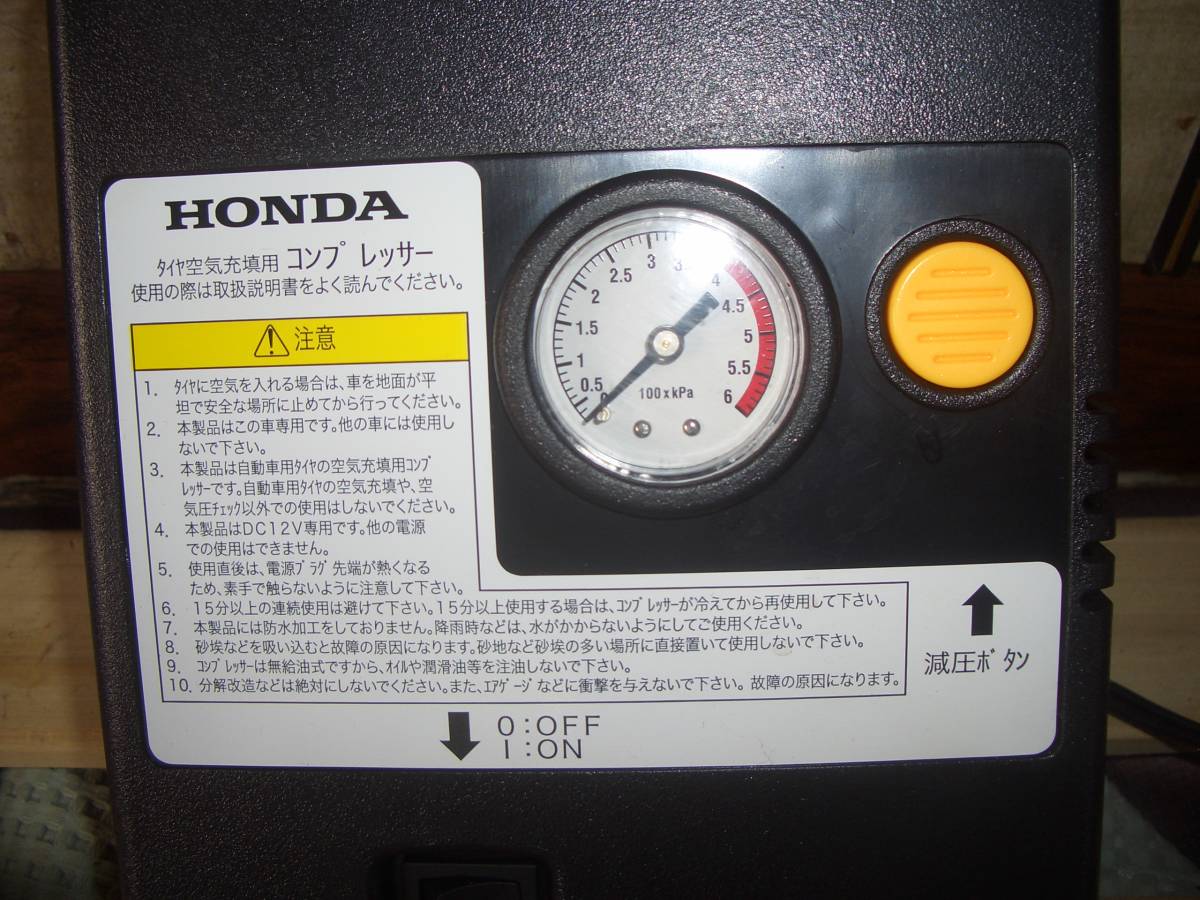 HONDA
タイヤ空気充填用 コンプレッサー
使用の際は取扱説明書をよく読んでください。
注意
1. タイヤに空気を入れる場合は、車を地面が平
坦で安全な場所に止めてから行ってください。
2. 本製品はこの車専用です。他の車には使用し
ないで下さい。
3. 本製品は自動車用タイヤの空気充填用コンプ
レッサーです。自動車用タイヤの空気充填や、空
気圧チェック以外での使用はしないでください。
4. 本製品はDC12V専用です。他の電源
での使用はできません。
5. 使用直後は、電源プラグ先端が熱くなる
ため、素手で触らないように注意して下さい。
6. 15分以上の連続使用は避けて下さい。15分以上使用する場合は、コンプレッサーが冷えてから再使用して下さい。
7. 本製品には防水加工をしておりません。降雨時などは、水がかからないようにしてご使用ください。
8. 砂埃などを吸い込むと故障の原因になります。砂地など砂埃の多い場所に直接置いて使用しないで下さい。
9. コンプレッサーは無給油式ですから、オイルや潤滑油等を注油しないで下さい。
10. 分解改造などは絶対にしないでください。また、エアゲージなどに衝撃を与えないで下さい。故障の原因になります。
0:OFF
I:ON
減圧ボタン
0
0.5
1
1.5
2
2.5
3
4
4.5
5
5.5
6
100xkPa